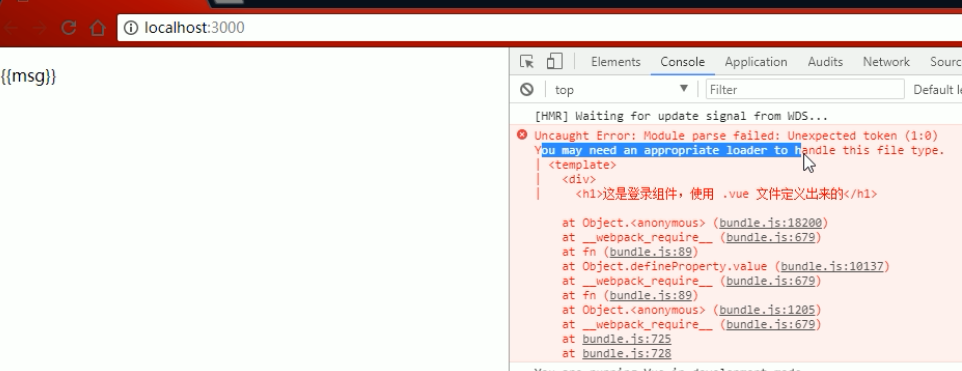 localhost:3000
{{msg}}
Elements Console Application Audits Network Sourc
top Filter Default le
[HMR] Waiting for update signal from WDS...
Uncaught Error: Module parse failed: Unexpected token (1:0)
You may need an appropriate loader to handle this file type.
| <template>
| <div>
| <h1>这是登录组件，使用 .vue 文件定义出来的</h1>
at Object.<anonymous> (bundle.js:18200)
at __webpack_require__ (bundle.js:679)
at fn (bundle.js:89)
at Object.defineProperty.value (bundle.js:10137)
at __webpack_require__ (bundle.js:679)
at fn (bundle.js:89)
at Object.<anonymous> (bundle.js:1205)
at __webpack_require__ (bundle.js:679)
at bundle.js:725
at bundle.js:728